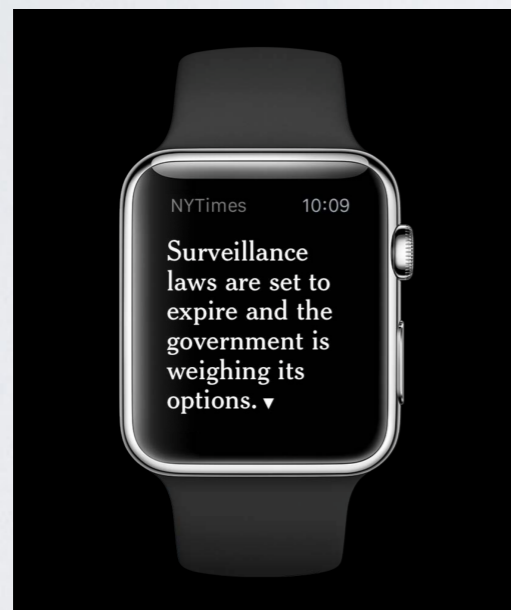 NYTimes 10:09
Surveillance
laws are set to
expire and the
government is
weighing its
options. ▼